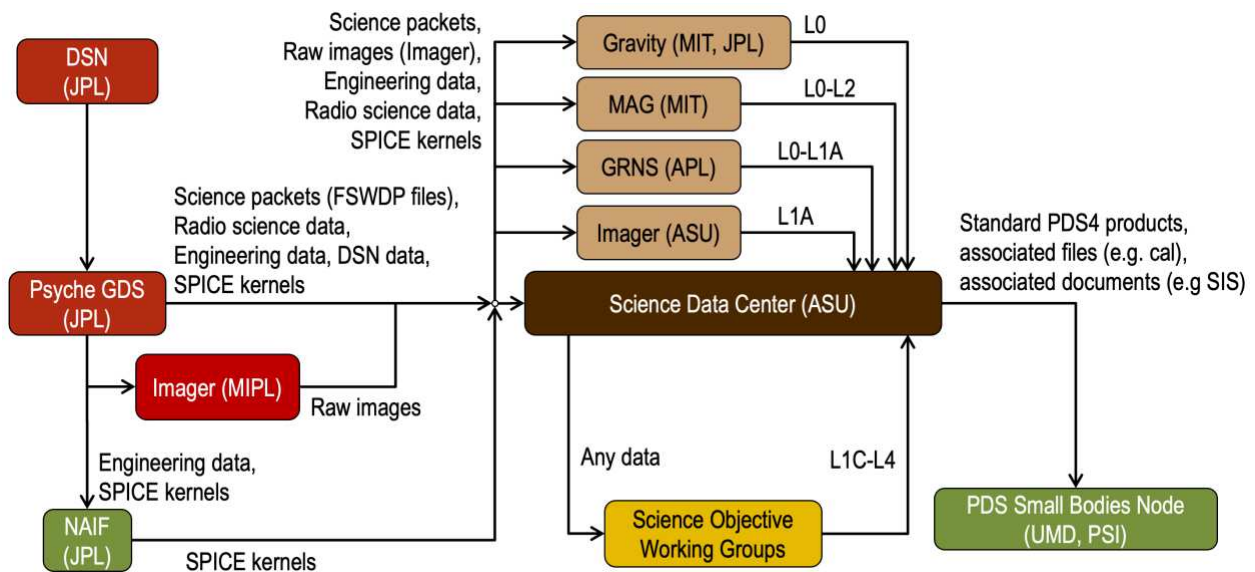 DSN
(JPL)
Science packets,
Raw images (Imager),
Engineering data,
Radio science data,
SPICE kernels
Gravity (MIT, JPL)
L0
MAG (MIT)
L0-L2
GRNS (APL)
L0-L1A
Imager (ASU)
L1A
Science packets (FSWDP files),
Radio science data,
Engineering data, DSN data,
SPICE kernels
Psyche GDS
(JPL)
Science Data Center (ASU)
Standard PDS4 products,
associated files (e.g. cal),
associated documents (e.g SIS)
Imager (MIPL)
Raw images
Engineering data,
SPICE kernels
Any data
L1C-L4
NAIF
(JPL)
SPICE kernels
Science Objective
Working Groups
PDS Small Bodies Node
(UMD, PSI)